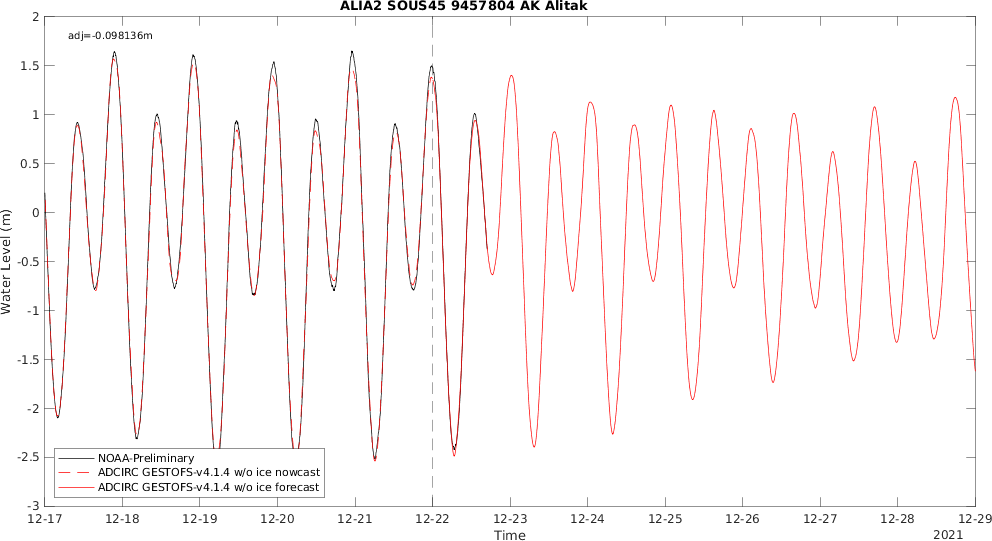 ALIA2 SOUS45 9457804 AK Alitak
adj=-0.098136m
2
1.5
1
0.5
0
-0.5
-1
-1.5
-2
-2.5
-3
Water Level (m)
NOAA-Preliminary
ADCIRC GESTOFS-v4.1.4 w/o ice nowcast
ADCIRC GESTOFS-v4.1.4 w/o ice forecast
12-17 12-18 12-19 12-20 12-21 12-22 12-23 12-24 12-25 12-26 12-27 12-28 12-29
Time
2021